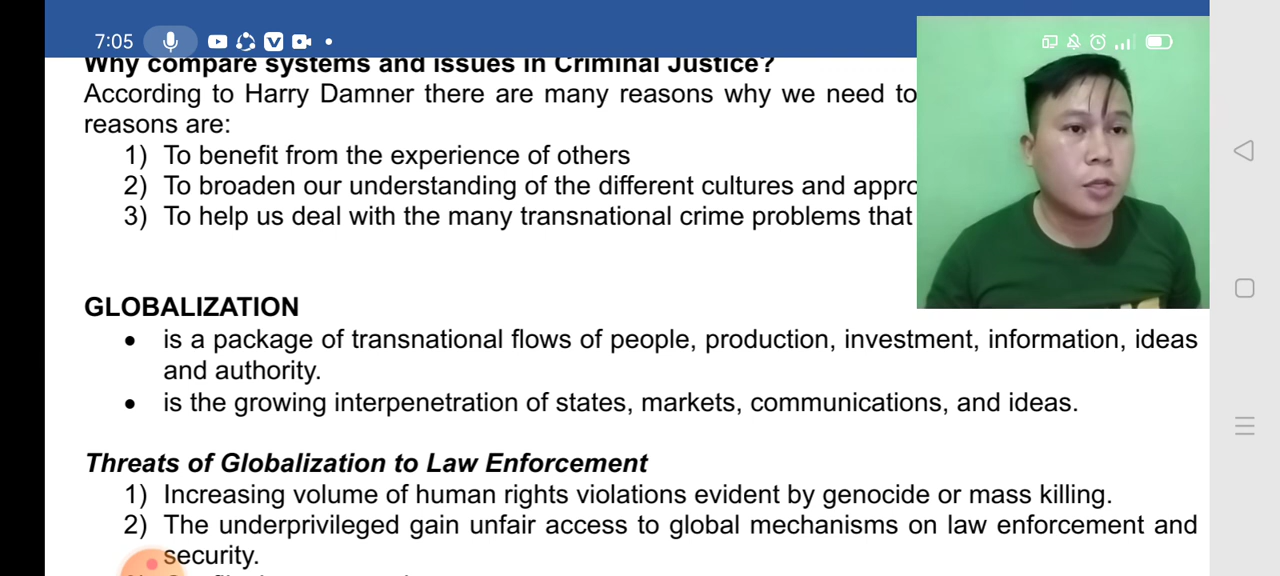 7:05
Why compare systems and issues in Criminal Justice?
According to Harry Damner there are many reasons why we need to
reasons are:
1) To benefit from the experience of others
2) To broaden our understanding of the different cultures and appro
3) To help us deal with the many transnational crime problems that
GLOBALIZATION
• is a package of transnational flows of people, production, investment, information, ideas
and authority.
• is the growing interpenetration of states, markets, communications, and ideas.
Threats of Globalization to Law Enforcement
1) Increasing volume of human rights violations evident by genocide or mass killing.
2) The underprivileged gain unfair access to global mechanisms on law enforcement and
security.